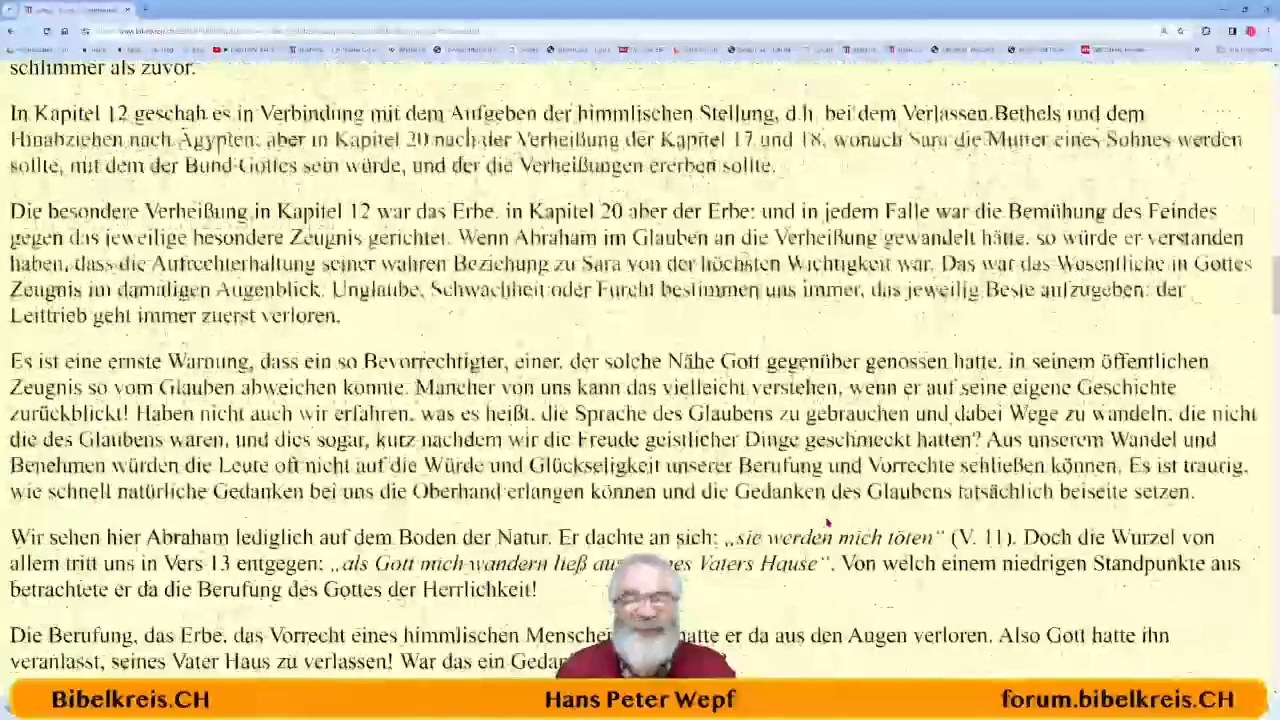 schlimmer als zuvor.
In Kapitel 12 geschah es in Verbindung mit dem Aufgeben der himmlischen Stellung, d.h. bei dem Verlassen Bethels und dem
Hinabziehen nach Ägypten; aber in Kapitel 20 nach der Verheißung der Kapitel 17 und 18, wonach Sara die Mutter eines Sohnes werden
sollte, mit dem der Bund Gottes sein würde, und der die Verheißungen ererben sollte.
Die besondere Verheißung in Kapitel 12 war das Erbe, in Kapitel 20 aber der Erbe; und in jedem Falle war die Bemühung des Feindes
gegen das jeweilige besondere Zeugnis gerichtet. Wenn Abraham im Glauben an die Verheißung gewandelt hätte, so würde er verstanden
haben, dass die Aufrechterhaltung seiner wahren Beziehung zu Sara von der höchsten Wichtigkeit war. Das war das Wesentliche in Gottes
Zeugnis im damaligen Augenblick. Unglaube, Schwachheit oder Furcht bestimmen uns immer, das jeweilig Beste aufzugeben; der
Leittrieb geht immer zuerst verloren.
Es ist eine ernste Warnung, dass ein so Bevorrechtigter, einer, der solche Nähe Gott gegenüber genossen hatte, in seinem öffentlichen
Zeugnis so vom Glauben abweichen konnte. Mancher von uns kann das vielleicht verstehen, wenn er auf seine eigene Geschichte
zurückblickt! Haben nicht auch wir erfahren, was es heißt, die Sprache des Glaubens zu gebrauchen und dabei Wege zu wandeln, die nicht
die des Glaubens waren, und dies sogar, kurz nachdem wir die Freude geistlicher Dinge geschmeckt hatten? Aus unserem Wandel und
Benehmen würden die Leute oft nicht auf die Würde und Glückseligkeit unserer Berufung und Vorrechte schließen können. Es ist traurig,
wie schnell natürliche Gedanken bei uns die Oberhand erlangen können und die Gedanken des Glaubens tatsächlich beiseite setzen.
Wir sehen hier Abraham lediglich auf dem Boden der Natur. Er dachte an sich; „sie werden mich töten“ (V. 11). Doch die Wurzel von
allem tritt uns in Vers 13 entgegen: „als Gott mich wandern ließ aus Vaters Hause“. Von welch einem niedrigen Standpunkte aus
betrachtete er da die Berufung des Gottes der Herrlichkeit!
Die Berufung, das Erbe, das Vorrecht eines himmlischen hatte er da aus den Augen verloren. Also Gott hatte ihn
veranlasst, seines Vater Haus zu verlassen! War das ein
Bibelkreis.CH Hans Peter Wepf forum.bibelkreis.CH